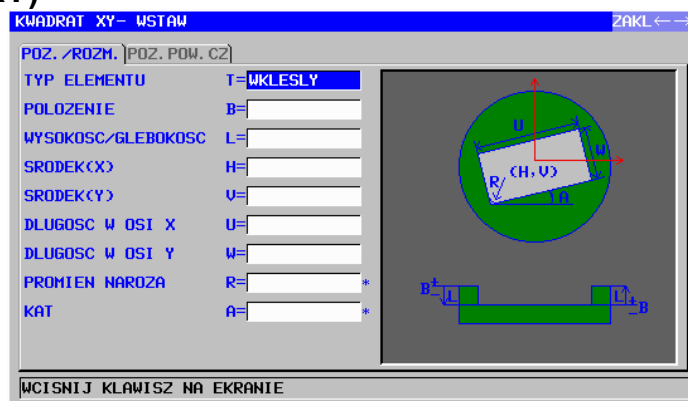 KWADRAT XY- WSTAW ZAKL←→
POZ./ROZM. POZ.POW.CZ
TYP ELEMENTU T=WKLESLY
POLOZENIE B=
WYSOKOSC/GLEBOKOSC L=
SRODEK(X) H=
SRODEK(Y) V=
DLUGOSC W OSI X U=
DLUGOSC W OSI Y W=
PROMIEN NAROZA R= *
KAT A= *
U
W
(H,V)
R
A
B+- L
L +-B
WCISNIJ KLAWISZ NA EKRANIE